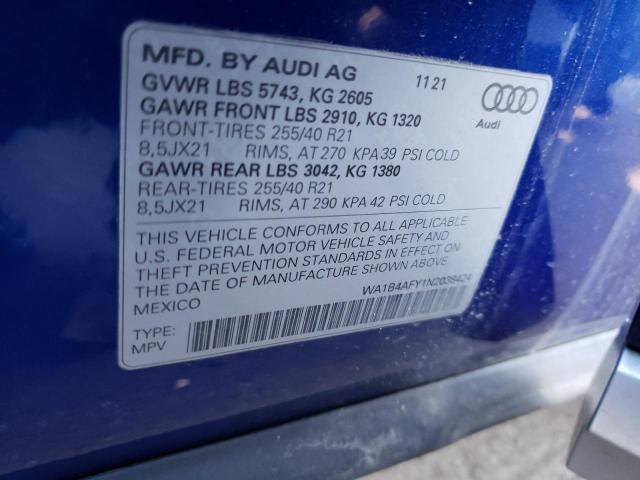 MFD. BY AUDI AG 11 21
GVWR LBS 5743, KG 2605
GAWR FRONT LBS 2910, KG 1320
FRONT-TIRES 255/40 R21
8,5JX21 RIMS, AT 270 KPA 39 PSI COLD
GAWR REAR LBS 3042, KG 1380
REAR-TIRES 255/40 R21
8,5JX21 RIMS, AT 290 KPA 42 PSI COLD
Audi
THIS VEHICLE CONFORMS TO ALL APPLICABLE
U.S. FEDERAL MOTOR VEHICLE SAFETY AND
THEFT PREVENTION STANDARDS IN EFFECT ON
THE DATE OF MANUFACTURE SHOWN ABOVE.
MEXICO WA1B4AFY1N2038424
TYPE:
MPV